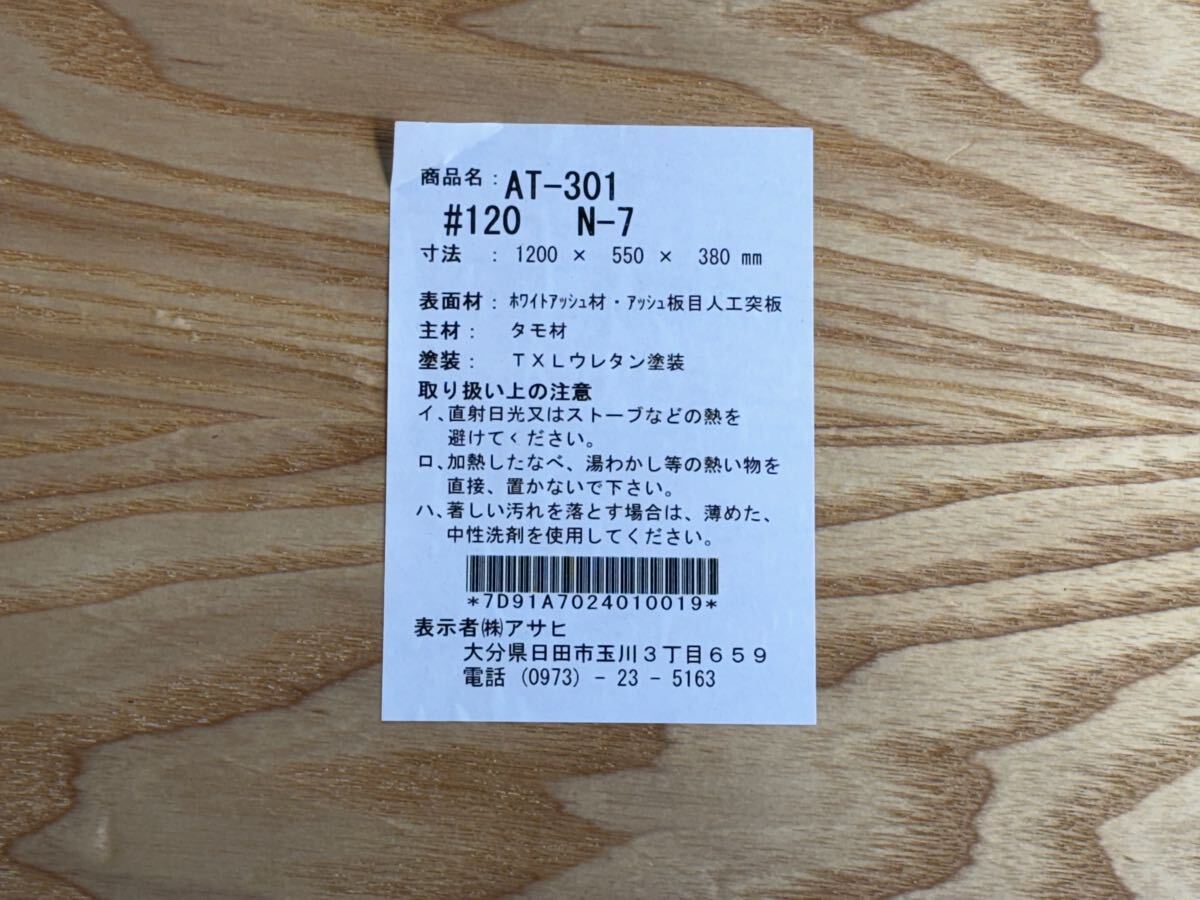 商品名：AT-301
#120 N-7
寸法 ： 1200 × 550 × 380 mm
表面材： ﾎﾜｲﾄｱｯｼｭ材・ｱｯｼｭ板目人工突板
主材： タモ材
塗装： ＴＸＬウレタン塗装
取り扱い上の注意
イ、直射日光又はストーブなどの熱を
避けてください。
ロ、加熱したなべ、湯わかし等の熱い物を
直接、置かないで下さい。
ハ、著しい汚れを落とす場合は、薄めた、
中性洗剤を使用してください。
*7D91A7024010019*
表示者㈱アサヒ
大分県日田市玉川３丁目６５９
電話 (0973) － 23 － 5163